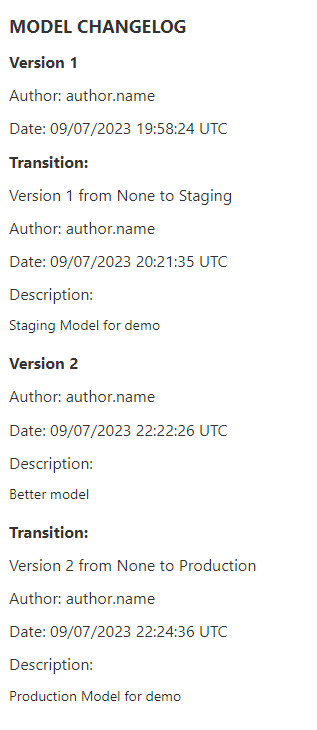 MODEL CHANGELOG
Version 1
Author: author.name
Date: 09/07/2023 19:58:24 UTC
Transition:
Version 1 from None to Staging
Author: author.name
Date: 09/07/2023 20:21:35 UTC
Description:
Staging Model for demo
Version 2
Author: author.name
Date: 09/07/2023 22:22:26 UTC
Description:
Better model
Transition:
Version 2 from None to Production
Author: author.name
Date: 09/07/2023 22:24:36 UTC
Description:
Production Model for demo